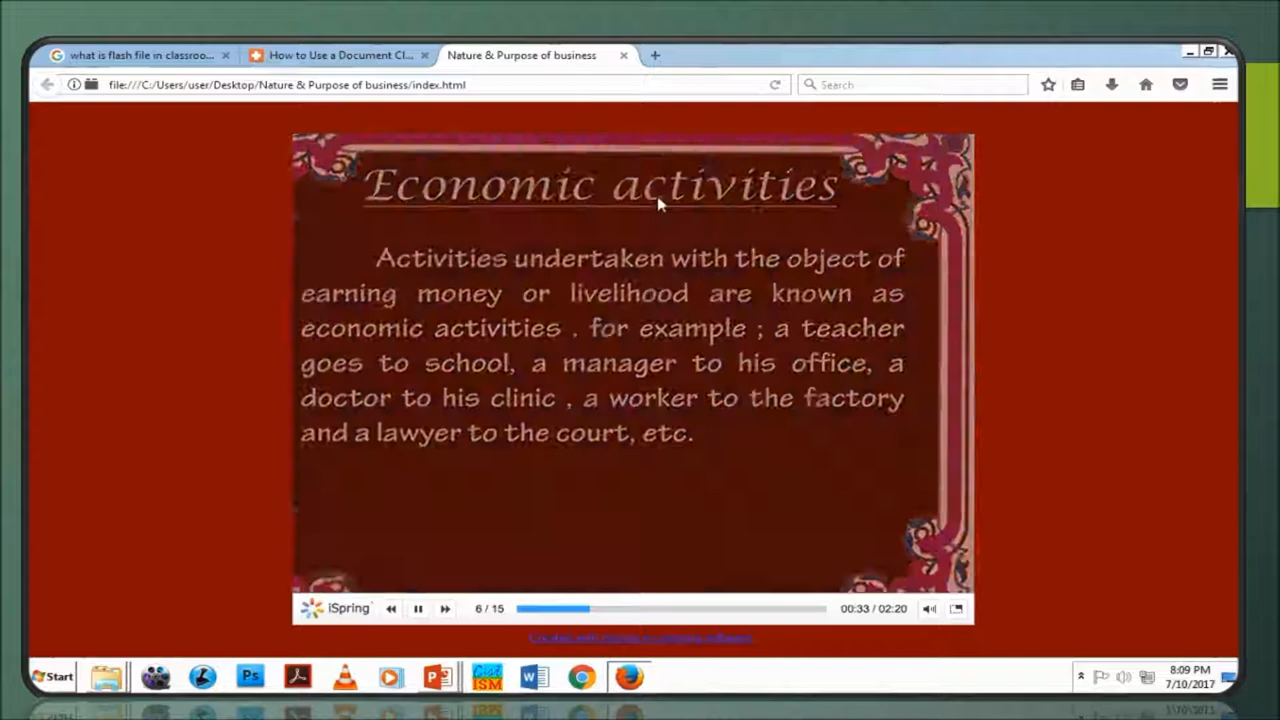 what is flash file in classroo...
How to Use a Document Cl...
Nature & Purpose of business
file:///C:/Users/user/Desktop/Nature & Purpose of business/index.html
Search
Economic activities
Activities undertaken with the object of
earning money or livelihood are known as
economic activities . for example ; a teacher
goes to school, a manager to his office, a
doctor to his clinic , a worker to the factory
and a lawyer to the court, etc.
iSpring
6 / 15
00:33 / 02:20
Start
Ps
ISM
W
8:09 PM
7/10/2017